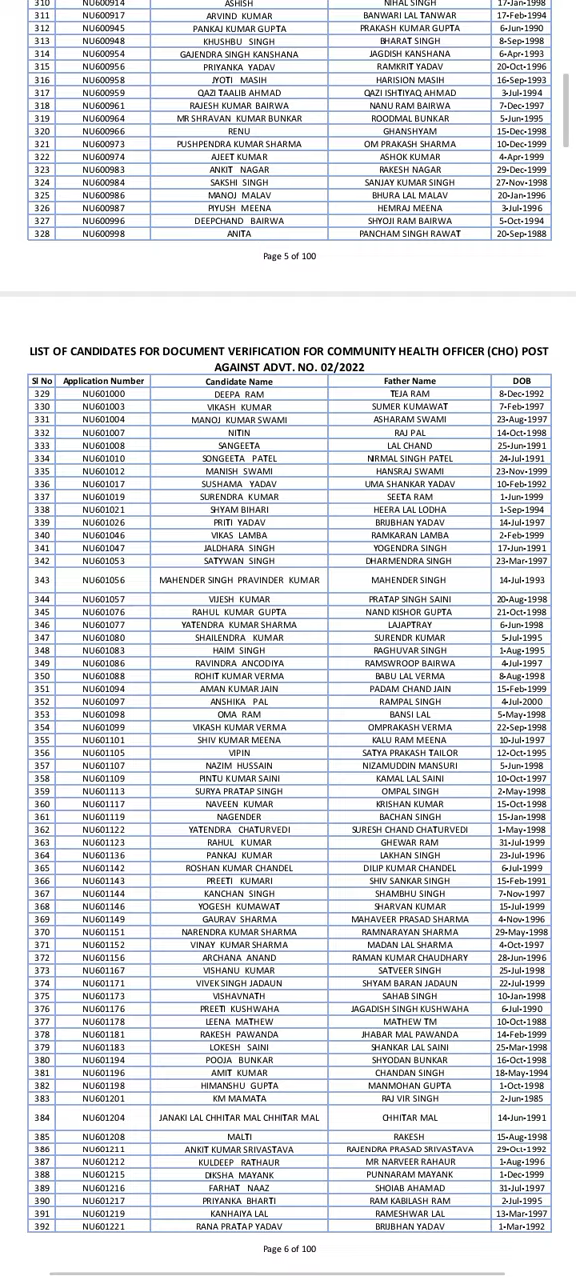 310 NU600914 ASHISH NIHAL SINGH 17-Jan-1998
311 NU600917 ARVIND KUMAR BANWARI LAL TANWAR 17-Feb-1994
312 NU600945 PANKAJ KUMAR GUPTA PRAKASH KUMAR GUPTA 6-Jun-1990
313 NU600948 KHUSHBU SINGH BHARAT SINGH 8-Sep-1998
314 NU600954 GAJENDRA SINGH KANSHANA JAGDISH KANSHANA 6-Apr-1993
315 NU600956 PRIYANKA YADAV RAMKRIT YADAV 20-Oct-1996
316 NU600958 JYOTI MASIH HARISION MASIH 16-Sep-1993
317 NU600959 QAZI TAALIB AHMAD QAZI ISHTIYAQ AHMAD 3-Jul-1994
318 NU600961 RAJESH KUMAR BAIRWA NANU RAM BAIRWA 7-Dec-1997
319 NU600964 MR SHRAVAN KUMAR BUNKAR ROODMAL BUNKAR 5-Jun-1995
320 NU600966 RENU GHANSHYAM 15-Dec-1998
321 NU600973 PUSHPENDRA KUMAR SHARMA OM PRAKASH SHARMA 10-Dec-1999
322 NU600974 AJEET KUMAR ASHOK KUMAR 4-Apr-1999
323 NU600983 ANKIT NAGAR RAKESH NAGAR 29-Dec-1999
324 NU600984 SAKSHI SINGH SANJAY KUMAR SINGH 27-Nov-1998
325 NU600986 MANOJ MALAV BHURA LAL MALAV 20-Jan-1996
326 NU600987 PIYUSH MEENA HEMRAJ MEENA 3-Jul-1996
327 NU600996 DEEPCHAND BAIRWA SHYOJI RAM BAIRWA 5-Oct-1994
328 NU600998 ANITA PANCHAM SINGH RAWAT 20-Sep-1988
Page 5 of 100
LIST OF CANDIDATES FOR DOCUMENT VERIFICATION FOR COMMUNITY HEALTH OFFICER (CHO) POST
AGAINST ADVT. NO. 02/2022
Sl No Application Number Candidate Name Father Name DOB
329 NU601000 DEEPA RAM TEJA RAM 8-Dec-1992
330 NU601003 VIKASH KUMAR SUMER KUMAWAT 7-Feb-1997
331 NU601004 MANOJ KUMAR SWAMI ASHARAM SWAMI 23-Aug-1997
332 NU601007 NITIN RAJ PAL 14-Oct-1998
333 NU601008 SANGEETA LAL CHAND 25-Jun-1991
334 NU601010 SONGEETA PATEL NIRMAL SINGH PATEL 24-Jul-1991
335 NU601012 MANISH SWAMI HANSRAJ SWAMI 23-Nov-1999
336 NU601017 SUSHAMA YADAV UMA SHANKAR YADAV 10-Feb-1992
337 NU601019 SURENDRA KUMAR SEETA RAM 1-Jun-1999
338 NU601021 SHYAM BIHARI HEERA LAL LODHA 1-Sep-1994
339 NU601026 PRITI YADAV BRIJBHAN YADAV 14-Jul-1997
340 NU601046 VIKAS LAMBA RAMKARAN LAMBA 2-Feb-1999
341 NU601047 JALDHARA SINGH YOGENDRA SINGH 17-Jun-1991
342 NU601053 SATYWAN SINGH DHARMENDRA SINGH 23-Mar-1997
343 NU601056 MAHENDER SINGH PRAVINDER KUMAR MAHENDER SINGH 14-Jul-1993
344 NU601057 VIJESH KUMAR PRATAP SINGH SAINI 20-Aug-1998
345 NU601076 RAHUL KUMAR GUPTA NAND KISHOR GUPTA 21-Oct-1998
346 NU601077 YATENDRA KUMAR SHARMA LAJAPTRAY 6-Jun-1998
347 NU601080 SHAILENDRA KUMAR SURENDR KUMAR 5-Jul-1995
348 NU601083 HAIM SINGH RAGHUVAR SINGH 1-Aug-1995
349 NU601086 RAVINDRA ANCODIYA RAMSWROOP BAIRWA 4-Jul-1997
350 NU601088 ROHIT KUMAR VERMA BABU LAL VERMA 8-Aug-1998
351 NU601094 AMAN KUMAR JAIN PADAM CHAND JAIN 15-Feb-1999
352 NU601097 ANSHIKA PAL RAMPAL SINGH 4-Jul-2000
353 NU601098 OMA RAM BANSI LAL 5-May-1998
354 NU601099 VIKASH KUMAR VERMA OMPRAKASH VERMA 22-Sep-1998
355 NU601101 SHIV KUMAR MEENA KALU RAM MEENA 10-Jul-1997
356 NU601105 VIPIN SATYA PRAKASH TAILOR 12-Oct-1995
357 NU601107 NAZIM HUSSAIN NIZAMUDDIN MANSURI 5-Jun-1998
358 NU601109 PINTU KUMAR SAINI KAMAL LAL SAINI 10-Oct-1997
359 NU601113 SURYA PRATAP SINGH OMPAL SINGH 2-May-1998
360 NU601117 NAVEEN KUMAR KRISHAN KUMAR 15-Oct-1998
361 NU601119 NAGENDER BACHAN SINGH 15-Jan-1998
362 NU601122 YATENDRA CHATURVEDI SURESH CHAND CHATURVEDI 1-May-1998
363 NU601123 RAHUL KUMAR GHEWAR RAM 31-Jul-1999
364 NU601136 PANKAJ KUMAR LAKHAN SINGH 23-Jul-1996
365 NU601142 ROSHAN KUMAR CHANDEL DILIP KUMAR CHANDEL 6-Jul-1999
366 NU601143 PREETI KUMARI SHIV SANKAR SINGH 15-Feb-1991
367 NU601144 KANCHAN SINGH SHAMBHU SINGH 7-Nov-1997
368 NU601146 YOGESH KUMAWAT SHARVAN KUMAR 15-Jul-1999
369 NU601149 GAURAV SHARMA MAHAVEER PRASAD SHARMA 4-Nov-1996
370 NU601151 NARENDRA KUMAR SHARMA RAMNARAYAN SHARMA 29-May-1998
371 NU601152 VINAY KUMAR SHARMA MADAN LAL SHARMA 4-Oct-1997
372 NU601156 ARCHANA ANAND RAMAN KUMAR CHAUDHARY 28-Jun-1996
373 NU601167 VISHANU KUMAR SATVEER SINGH 25-Jul-1998
374 NU601171 VIVEK SINGH JADAUN SHYAM BARAN JADAUN 22-Jul-1999
375 NU601173 VISHAVNATH SAHAB SINGH 10-Jan-1998
376 NU601176 PREETI KUSHWAHA JAGADISH SINGH KUSHWAHA 6-Jul-1990
377 NU601178 LEENA MATHEW MATHEW TM 10-Oct-1988
378 NU601181 RAKESH PAWANDA JHABAR MAL PAWANDA 14-Feb-1999
379 NU601183 LOKESH SAINI SHANKAR LAL SAINI 25-Mar-1998
380 NU601194 POOJA BUNKAR SHYODAN BUNKAR 16-Oct-1998
381 NU601196 AMIT KUMAR CHANDAN SINGH 18-May-1994
382 NU601198 HIMANSHU GUPTA MANMOHAN GUPTA 1-Oct-1998
383 NU601201 KM MAMATA RAJ VIR SINGH 2-Jun-1985
384 NU601204 JANAKI LAL CHHITAR MAL CHHITAR MAL CHHITAR MAL 14-Jun-1991
385 NU601208 MALTI RAKESH 15-Aug-1998
386 NU601211 ANKIT KUMAR SRIVASTAVA RAJENDRA PRASAD SRIVASTAVA 29-Oct-1992
387 NU601212 KULDEEP RATHAUR MR NARVEER RAHAUR 1-Aug-1996
388 NU601215 DIKSHA MAYANK PUNNARAM MAYANK 1-Dec-1999
389 NU601216 FARHAT NAAZ SHOIAB AHAMAD 31-Jul-1997
390 NU601217 PRIYANKA BHARTI RAM KABILASH RAM 2-Jul-1995
391 NU601219 KANHAIYA LAL RAMESHWAR LAL 13-Mar-1997
392 NU601221 RANA PRATAP YADAV BRIJBHAN YADAV 1-Mar-1992
Page 6 of 100